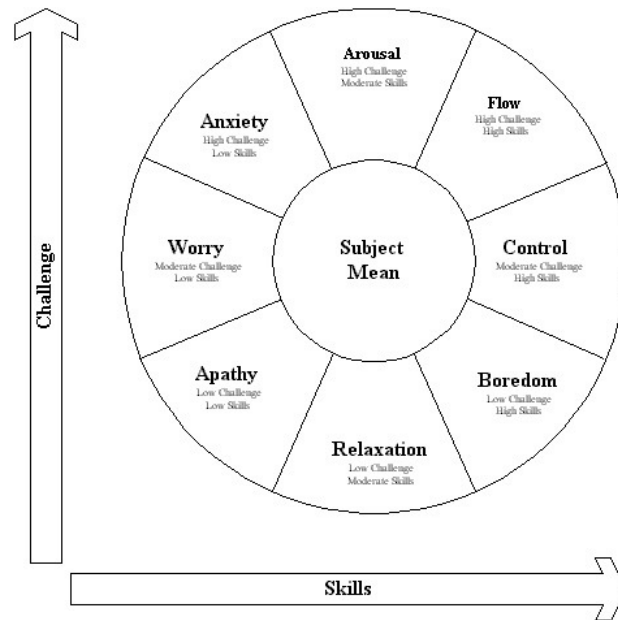 Arousal
High Challenge
Moderate Skills
Flow
High Challenge
High Skills
Anxiety
High Challenge
Low Skills
Worry
Moderate Challenge
Low Skills
Subject
Mean
Control
Moderate Challenge
High Skills
Apathy
Low Challenge
Low Skills
Boredom
Low Challenge
High Skills
Relaxation
Low Challenge
Moderate Skills
Challenge
Skills